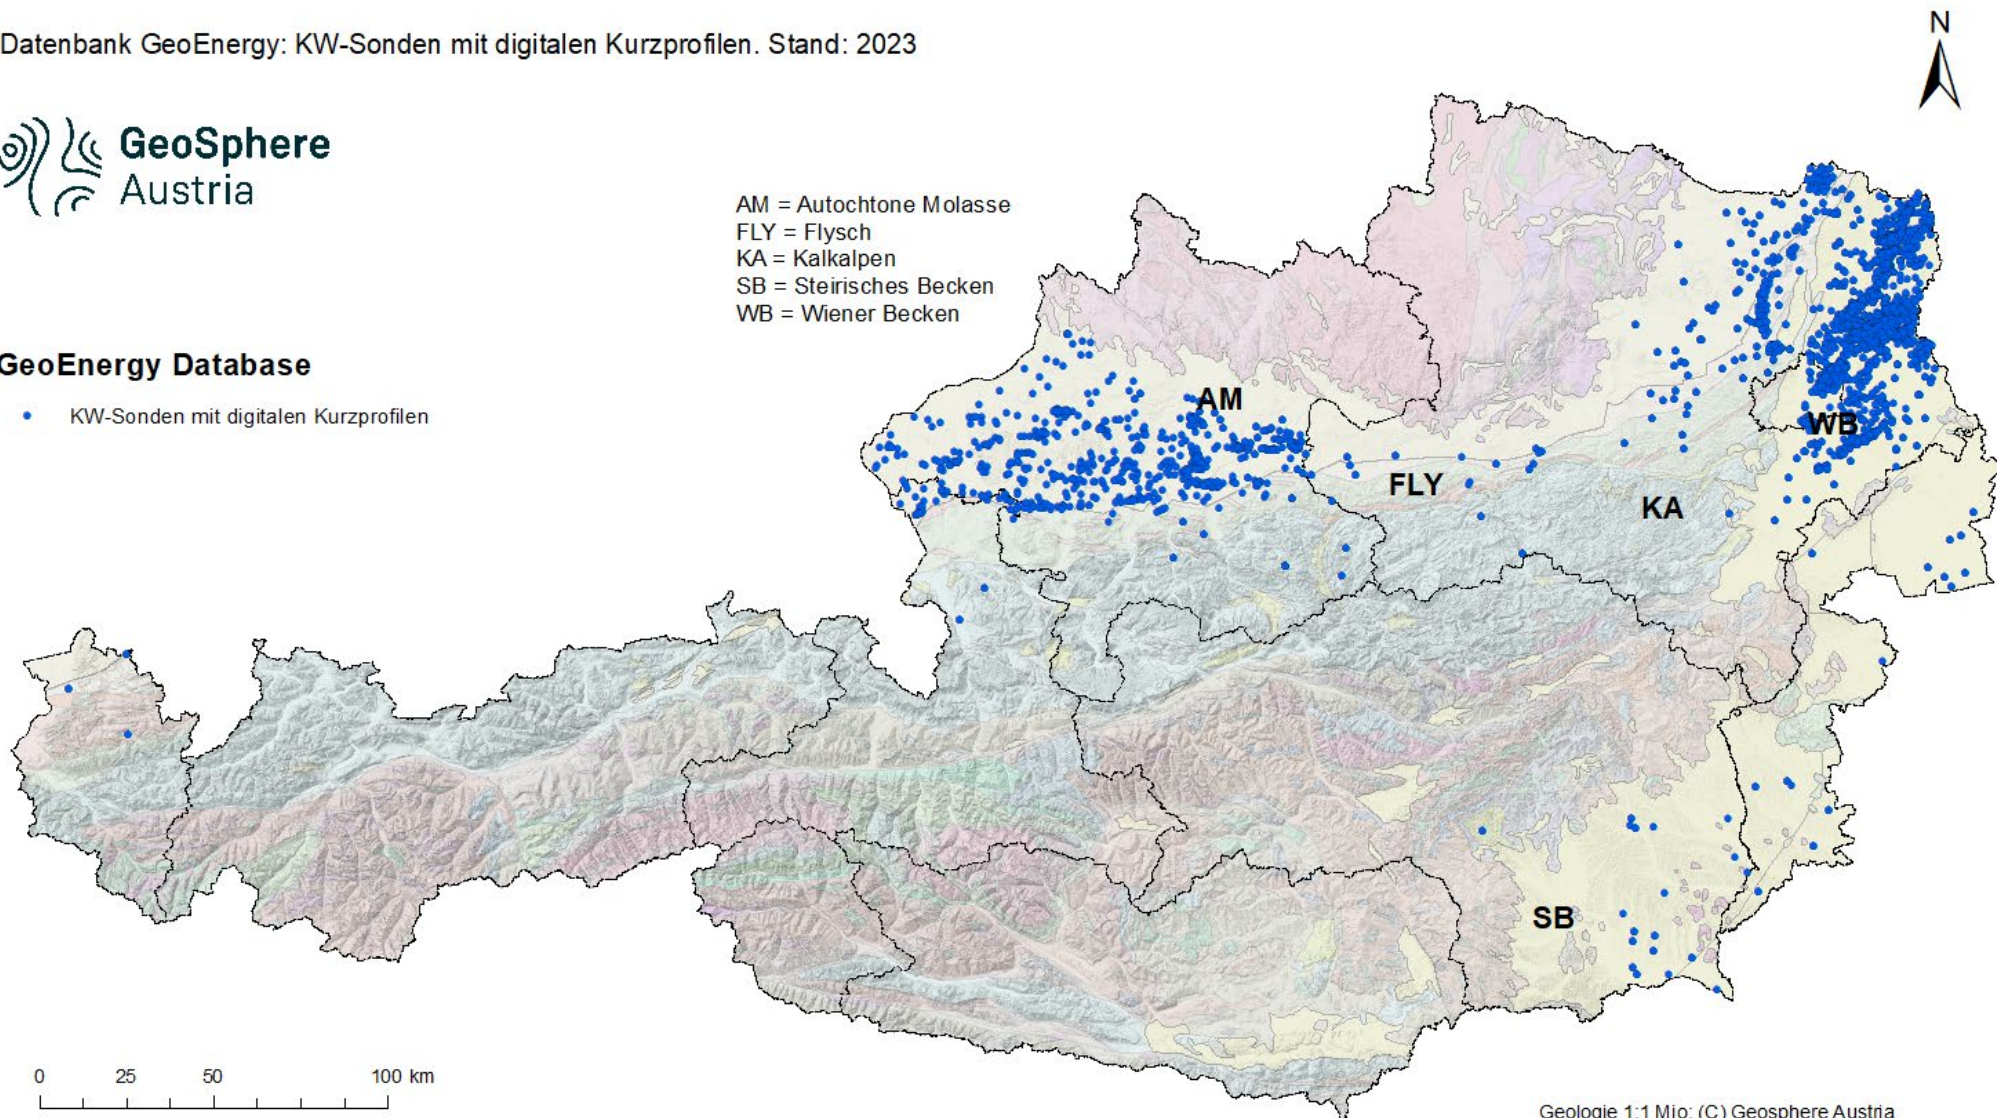 Datenbank GeoEnergy: KW-Sonden mit digitalen Kurzprofilen. Stand: 2023
N
GeoSphere
Austria
AM = Autochtone Molasse
FLY = Flysch
KA = Kalkalpen
SB = Steirisches Becken
WB = Wiener Becken
GeoEnergy Database
KW-Sonden mit digitalen Kurzprofilen
AM
WB
FLY
KA
SB
0 25 50 100 km
Geologie 1:1 Mio: (C) Geosphere Austria